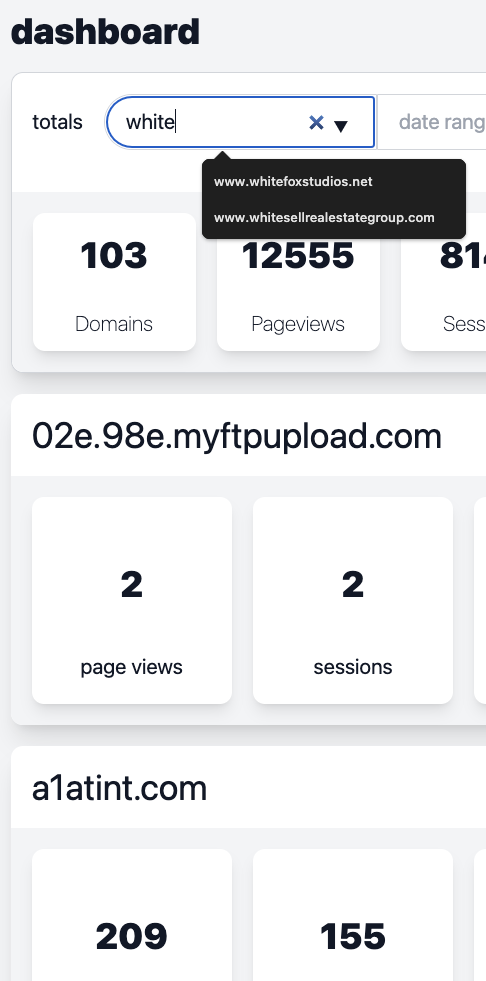 dashboard
totals
white
date rang
www.whitefoxstudios.net
www.whitesellrealestategroup.com
103
12555
81
Domains
Pageviews
Sess
02e.98e.myftpupload.com
2
2
page views
sessions
a1atint.com
209
155